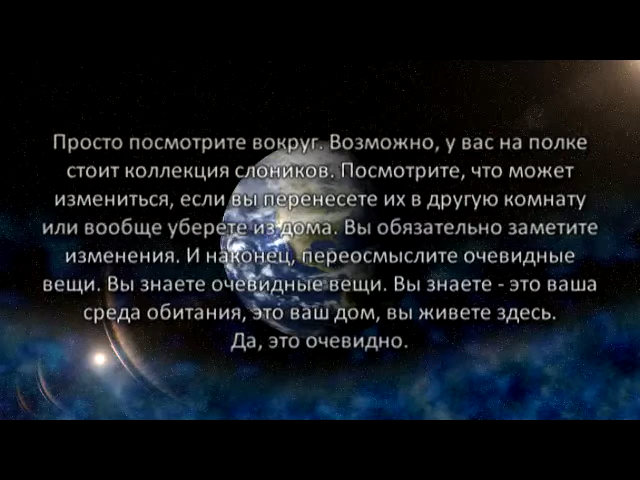 Просто посмотрите вокруг. Возможно, у вас на полке
стоит коллекция слоников. Посмотрите, что может
измениться, если вы перенесете их в другую комнату
или вообще уберете из дома. Вы обязательно заметите
изменения. И наконец, переосмыслите очевидные
вещи. Вы знаете очевидные вещи. Вы знаете - это ваша
среда обитания, это ваш дом, вы живете здесь.
Да, это очевидно.